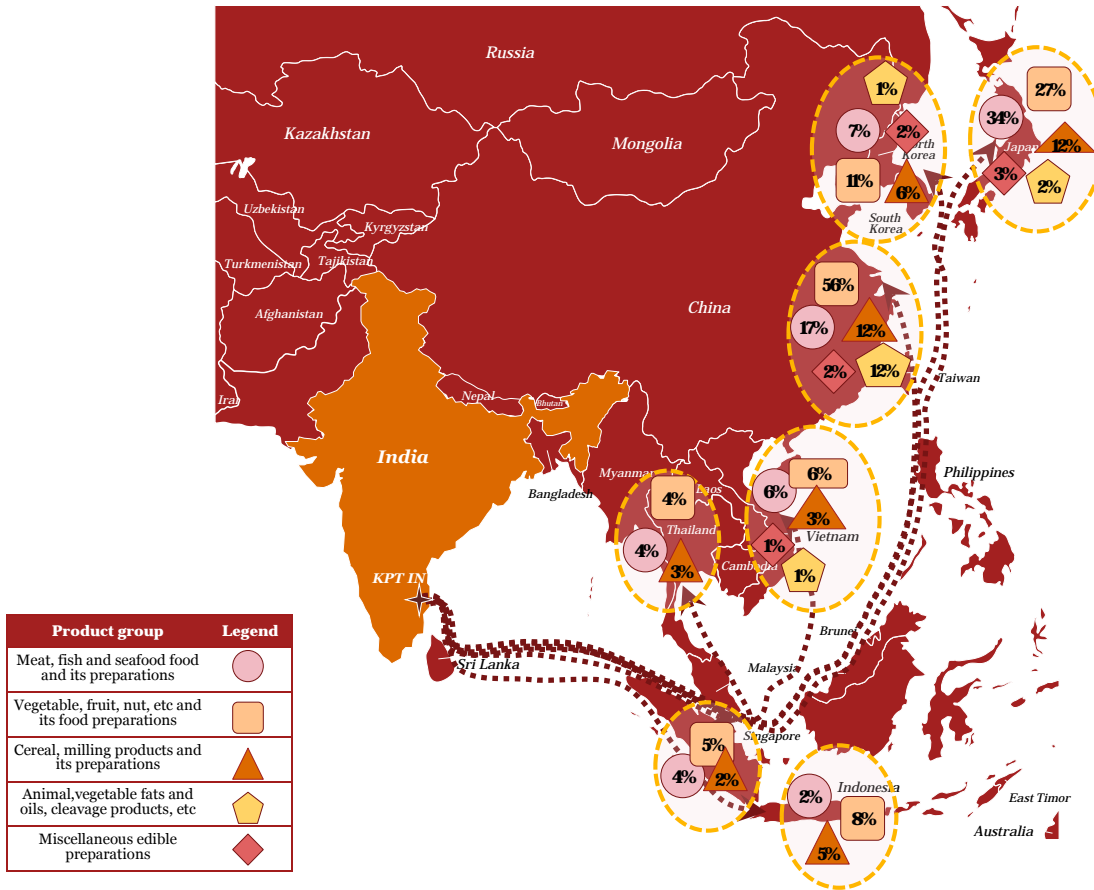 Russia
Kazakhstan
Mongolia
Uzbekistan
Kyrgyzstan
Turkmenistan
Tajikistan
Afghanistan
China
Iran
Nepal
Bhutan
India
Bangladesh
Myanmar
Laos
Thailand
Cambodia
Vietnam
Taiwan
Philippines
North
Korea
South
Korea
Japan
KPT IN
Sri Lanka
Malaysia
Brunei
Singapore
Indonesia
East Timor
Australia
1%
7%
2%
11%
6%
27%
34%
12%
3%
2%
56%
17%
12%
2%
12%
6%
6%
3%
1%
1%
4%
4%
3%
5%
4%
2%
2%
8%
5%
Product group Legend
Meat, fish and seafood food
and its preparations
Vegetable, fruit, nut, etc and
its food preparations
Cereal, milling products and
its preparations
Animal,vegetable fats and
oils, cleavage products, etc
Miscellaneous edible
preparations